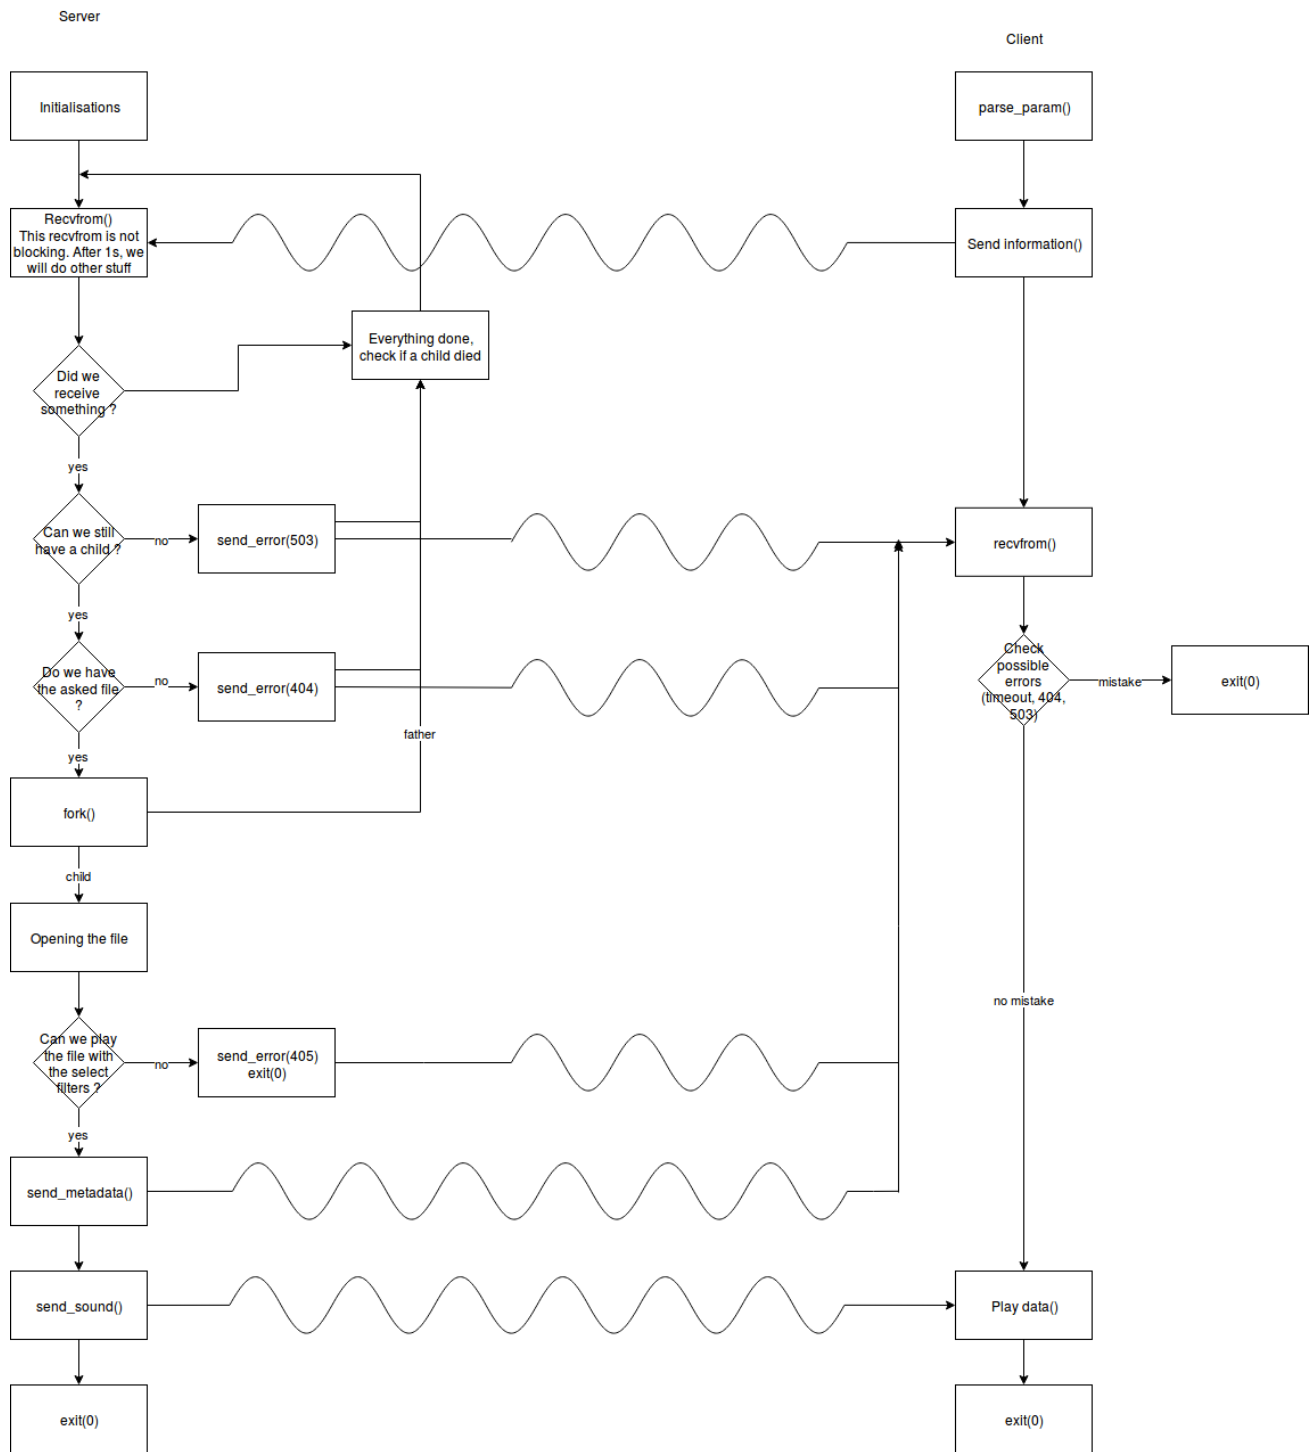 Server
Client
Initialisations
parse_param()
Recvfrom()
This recvfrom is not
blocking. After 1s, we
will do other stuff
Send information()
Everything done,
check if a child died
Did we
receive
something ?
yes
Can we still
have a child ?
no
send_error(503)
recvfrom()
yes
Do we have
the asked file
?
no
send_error(404)
Check
possible
errors
(timeout, 404,
503)
mistake
exit(0)
father
yes
fork()
child
Opening the file
no mistake
Can we play
the file with
the select
filters ?
no
send_error(405)
exit(0)
yes
send_metadata()
send_sound()
Play data()
exit(0)
exit(0)